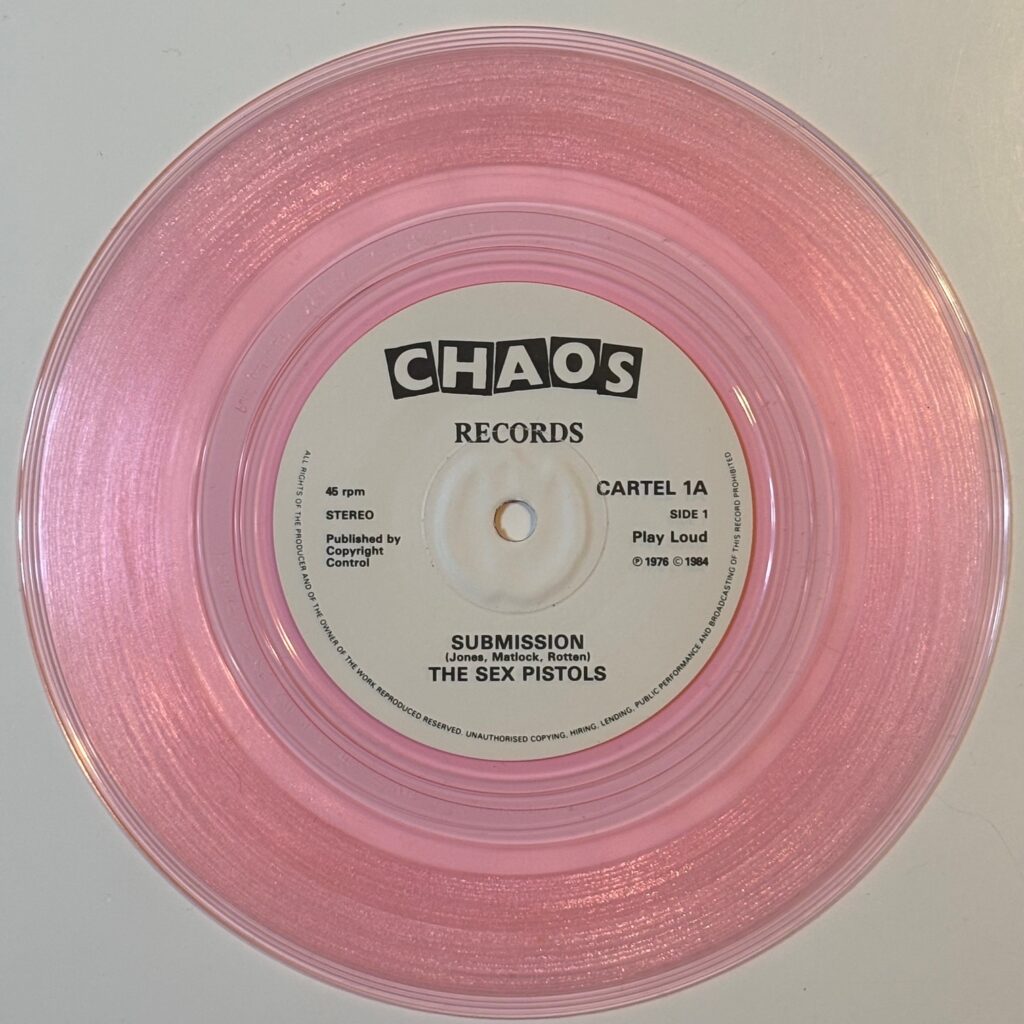 CHAOS
RECORDS
45 rpm
STEREO
Published by
Copyright
Control
CARTEL 1A
SIDE 1
Play Loud
℗ 1976 © 1984
SUBMISSION
(Jones, Matlock, Rotten)
THE SEX PISTOLS
ALL RIGHTS OF THE PRODUCER AND OF THE OWNER OF THE WORK REPRODUCED RESERVED. UNAUTHORISED COPYING, HIRING, LENDING, PUBLIC PERFORMANCE AND BROADCASTING OF THIS RECORD PROHIBITED